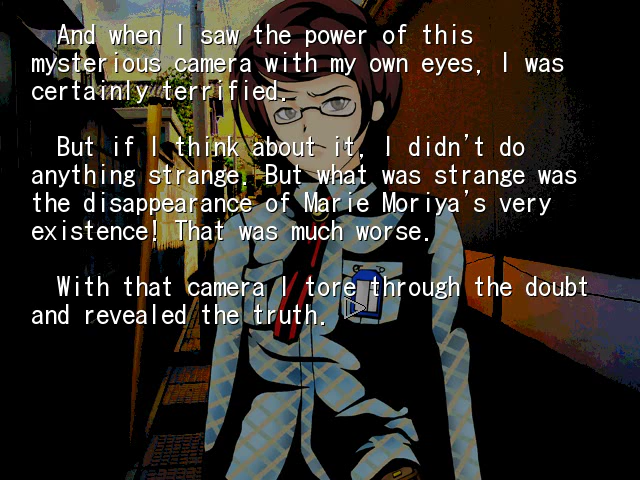 And when I saw the power of this
mysterious camera with my own eyes, I was
certainly terrified.
But if I think about it, I didn't do
anything strange. But what was strange was
the disappearance of Marie Moriya's very
existence! That was much worse.
With that camera I tore through the doubt
and revealed the truth.